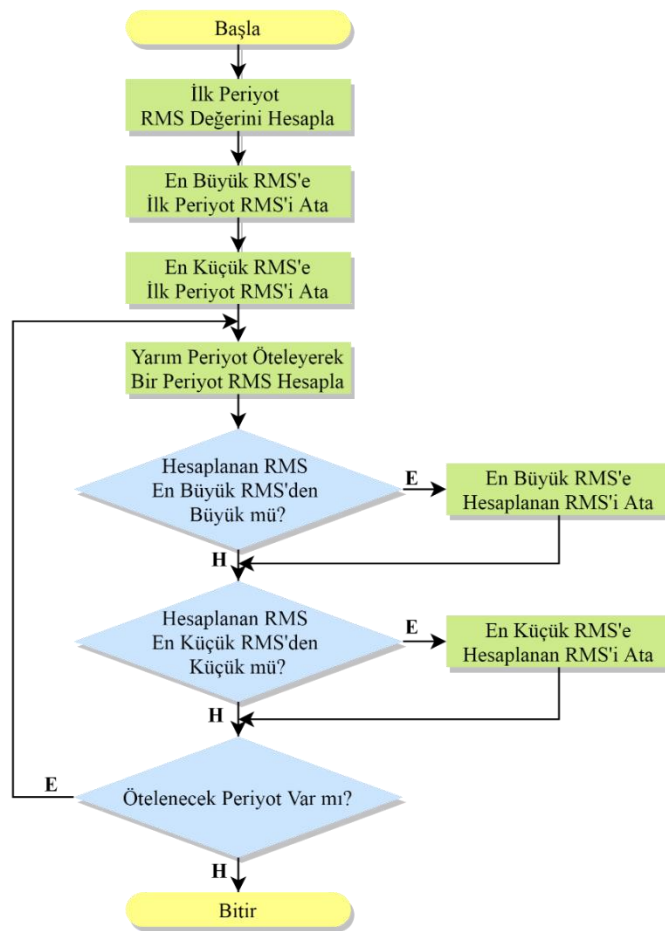 Başla
İlk Periyot
RMS Değerini Hesapla
En Büyük RMS'e
İlk Periyot RMS'i Ata
En Küçük RMS'e
İlk Periyot RMS'i Ata
Yarım Periyot Öteleyerek
Bir Periyot RMS Hesapla
Hesaplanan RMS
En Büyük RMS'den
Büyük mü?
E
En Büyük RMS'e
Hesaplanan RMS'i Ata
H
Hesaplanan RMS
En Küçük RMS'den
Küçük mü?
E
En Küçük RMS'e
Hesaplanan RMS'i Ata
H
E
Ötelenecek Periyot Var mı?
H
Bitir